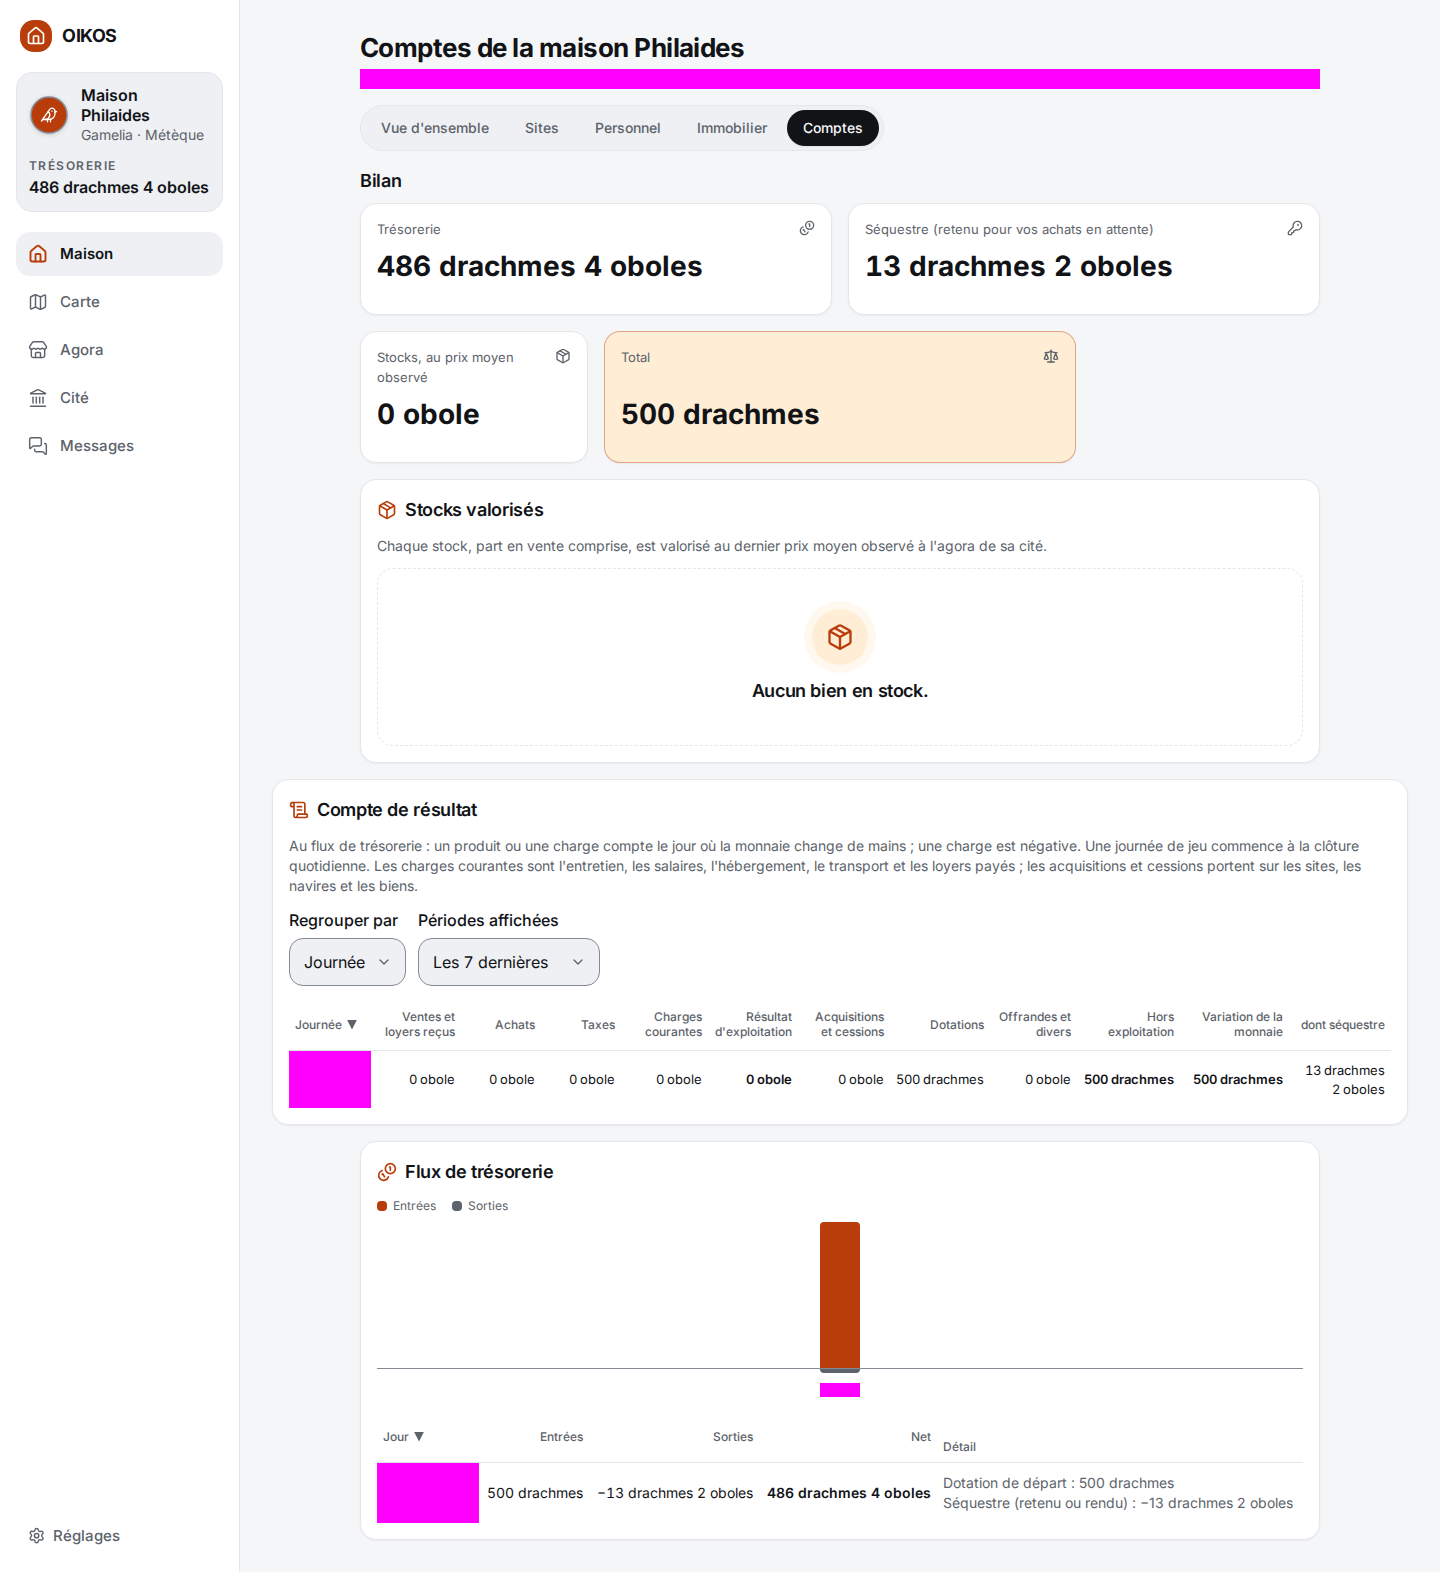 OIKOS
Maison
Philaides
Gamelia · Métèque
TRÉSORERIE
486 drachmes 4 oboles
Maison
Carte
Agora
Cité
Messages
Réglages
Comptes de la maison Philaides
Vue d'ensemble
Sites
Personnel
Immobilier
Comptes
Bilan
Trésorerie
486 drachmes 4 oboles
Séquestre (retenu pour vos achats en attente)
13 drachmes 2 oboles
Stocks, au prix moyen
observé
0 obole
Total
500 drachmes
Stocks valorisés
Chaque stock, part en vente comprise, est valorisé au dernier prix moyen observé à l'agora de sa cité.
Aucun bien en stock.
Compte de résultat
Au flux de trésorerie : un produit ou une charge compte le jour où la monnaie change de mains ; une charge est négative. Une journée de jeu commence à la clôture
quotidienne. Les charges courantes sont l'entretien, les salaires, l'hébergement, le transport et les loyers payés ; les acquisitions et cessions portent sur les sites, les
navires et les biens.
Regrouper par
Périodes affichées
Journée
Les 7 dernières
Journée ▼
Ventes et
loyers reçus
Achats
Taxes
Charges
courantes
Résultat
d'exploitation
Acquisitions
et cessions
Dotations
Offrandes et
divers
Hors
exploitation
Variation de la
monnaie
dont séquestre
0 obole
0 obole
0 obole
0 obole
0 obole
0 obole
500 drachmes
0 obole
500 drachmes
500 drachmes
13 drachmes
2 oboles
Flux de trésorerie
Entrées
Sorties
Jour ▼
Entrées
Sorties
Net
Détail
500 drachmes
−13 drachmes 2 oboles
486 drachmes 4 oboles
Dotation de départ : 500 drachmes
Séquestre (retenu ou rendu) : −13 drachmes 2 oboles